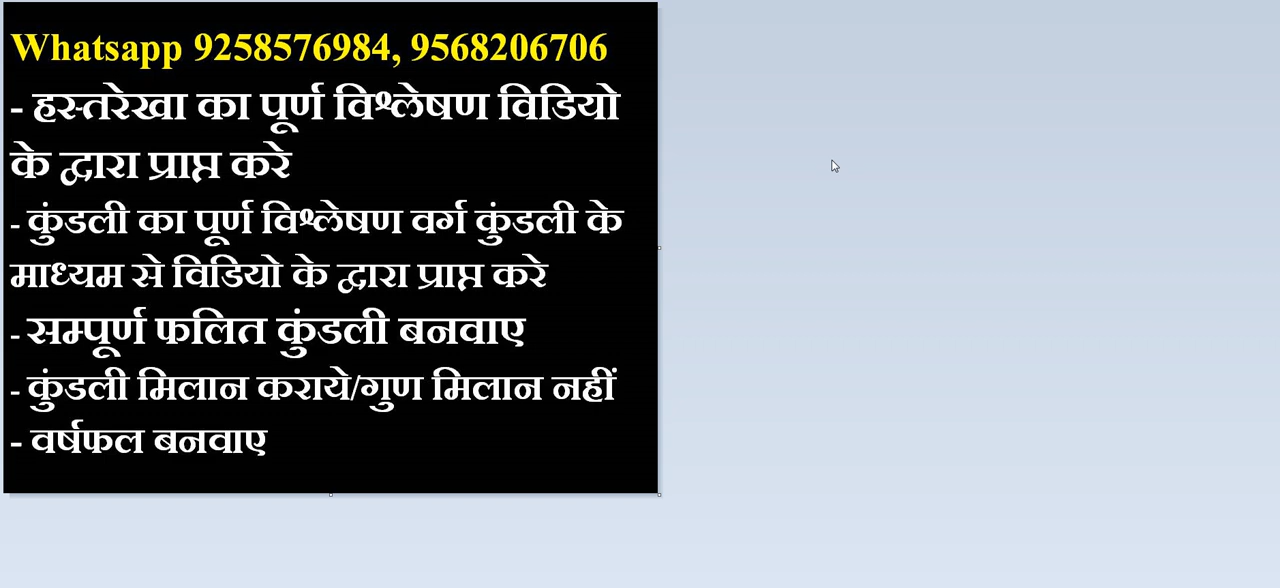 Whatsapp 9258576984, 9568206706
- हस्तरेखा का पूर्ण विश्लेषण विडियो
के द्वारा प्राप्त करे
- कुंडली का पूर्ण विश्लेषण वर्ग कुंडली के
माध्यम से विडियो के द्वारा प्राप्त करे
- सम्पूर्ण फलित कुंडली बनवाए
- कुंडली मिलान कराये/गुण मिलान नहीं
- वर्षफल बनवाए